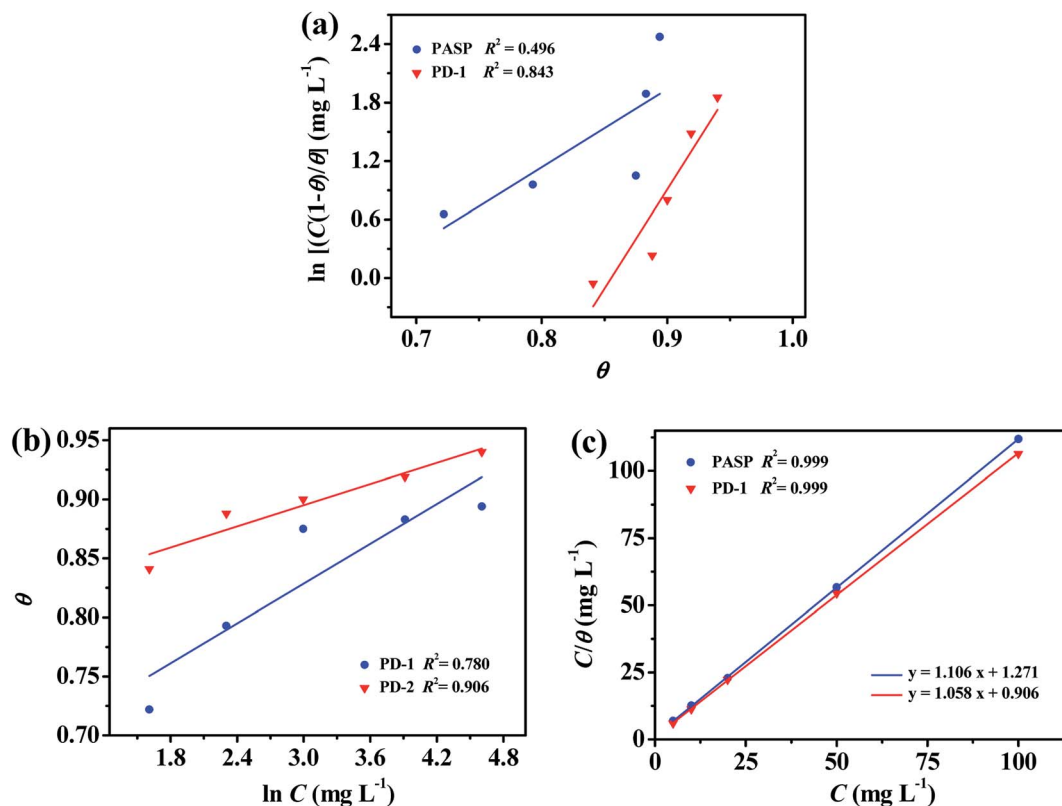 (a)
PASP R² = 0.496
PD-1 R² = 0.843
ln [(C(1-θ)/θ] (mg L⁻¹)
2.4
1.8
1.2
0.6
0.0
0.7 0.8 0.9 1.0
θ
(b)
0.95
0.90
0.85
0.80
0.75
0.70
θ
PD-1 R² = 0.780
PD-2 R² = 0.906
1.8 2.4 3.0 3.6 4.2 4.8
ln C (mg L⁻¹)
(c)
PASP R² = 0.999
PD-1 R² = 0.999
C/θ (mg L⁻¹)
100
75
50
25
0
y = 1.106 x + 1.271
y = 1.058 x + 0.906
0 25 50 75 100
C (mg L⁻¹)